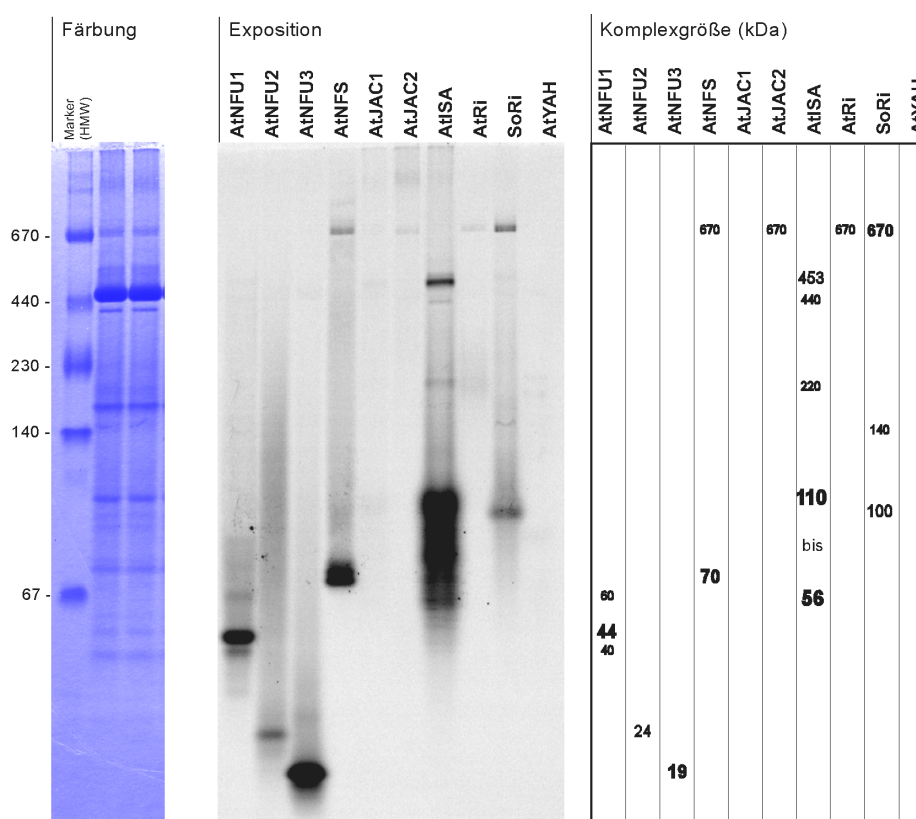 Färbung
Exposition
Komplexgröße (kDa)
Marker
(HMW)
AtNFU1
AtNFU2
AtNFU3
AtNFS
AtJAC1
AtJAC2
AtISA
AtRi
SoRi
AtYAH
AtNFU1
AtNFU2
AtNFU3
AtNFS
AtJAC1
AtJAC2
AtISA
AtRi
SoRi
AtYAH
670 -
440 -
230 -
140 -
67 -
670
670
670
670
453
440
220
140
110
100
bis
70
60
56
44
40
24
19